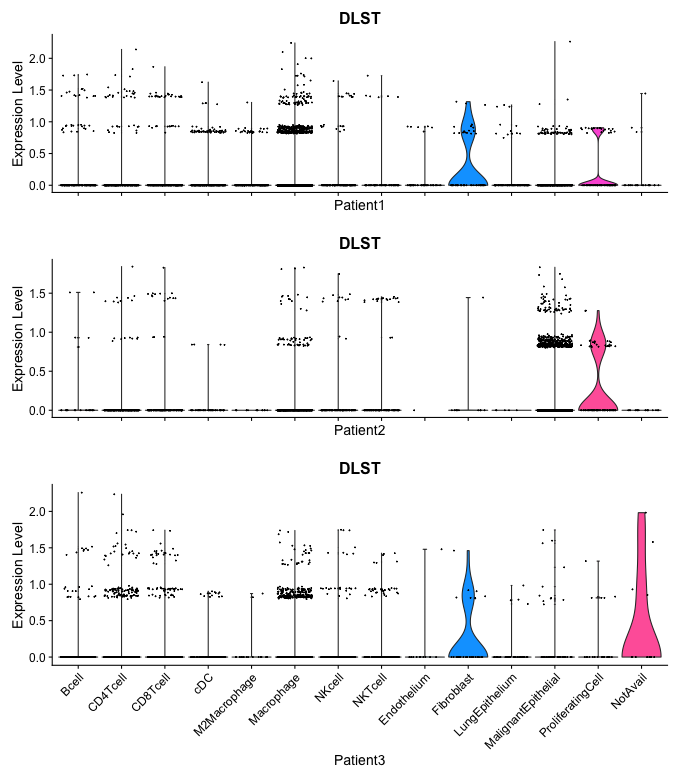 DLST
Expression Level
2.0
1.5
1.0
0.5
0.0
Patient1
DLST
Expression Level
1.5
1.0
0.5
0.0
Patient2
DLST
Expression Level
2.0
1.5
1.0
0.5
0.0
Bcell
CD4Tcell
CD8Tcell
cDC
M2Macrophage
Macrophage
NKcell
NKTcell
Endothelium
Fibroblast
LungEpithelium
MalignantEpithelial
ProliferatingCell
NotAvail
Patient3